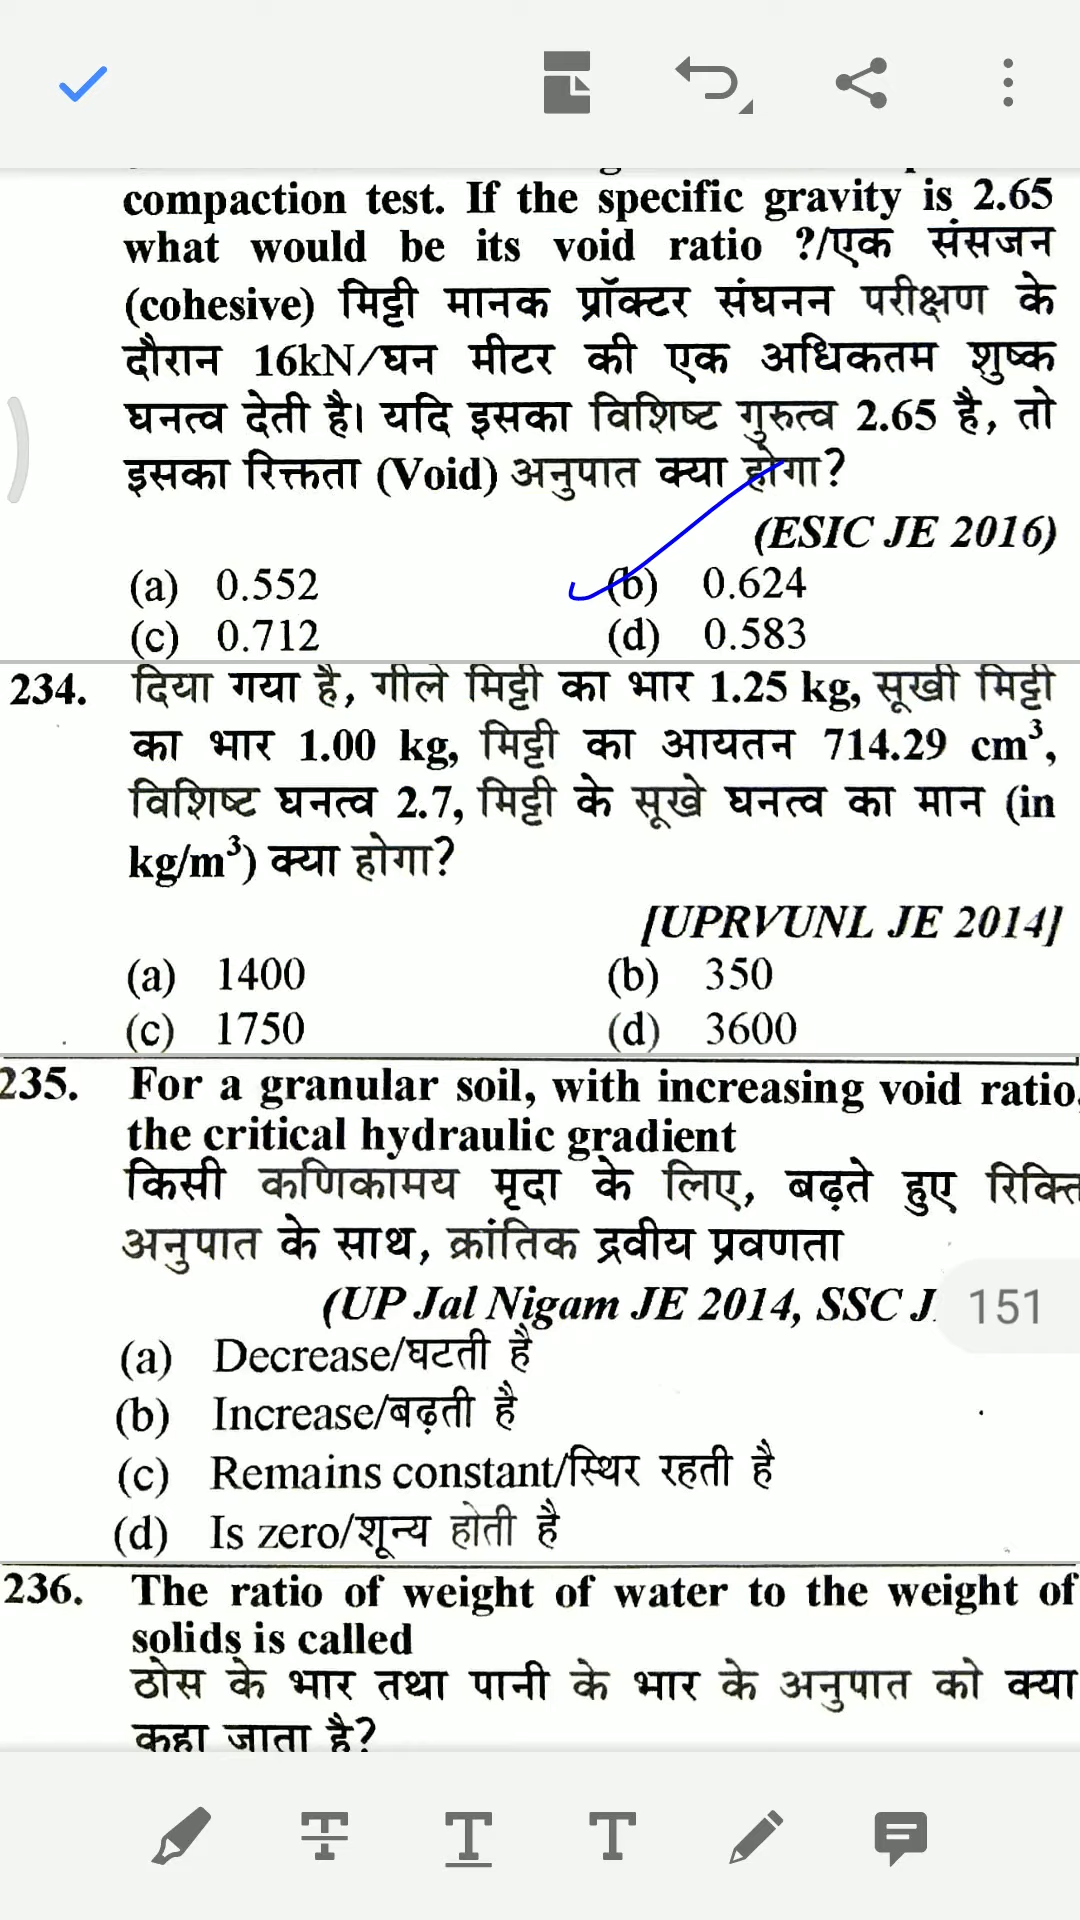 compaction test. If the specific gravity is 2.65
what would be its void ratio ?/एक संसजन
(cohesive) मिट्टी मानक प्रॉक्टर संघनन परीक्षण के
दौरान 16kN/घन मीटर की एक अधिकतम शुष्क
घनत्व देती है। यदि इसका विशिष्ट गुरुत्व 2.65 है, तो
इसका रिक्तता (Void) अनुपात क्या होगा?
(ESIC JE 2016)
(a) 0.552 (b) 0.624
(c) 0.712 (d) 0.583
234. दिया गया है, गीले मिट्टी का भार 1.25 kg, सूखी मिट्टी
का भार 1.00 kg, मिट्टी का आयतन 714.29 cm³,
विशिष्ट घनत्व 2.7, मिट्टी के सूखे घनत्व का मान (in
kg/m³) क्या होगा?
[UPRVUNL JE 2014]
(a) 1400 (b) 350
(c) 1750 (d) 3600
235. For a granular soil, with increasing void ratio,
the critical hydraulic gradient
किसी कणिकामय मृदा के लिए, बढ़ते हुए रिक्ति
अनुपात के साथ, क्रांतिक द्रवीय प्रवणता
(UP Jal Nigam JE 2014, SSC J
151
(a) Decrease/घटती है
(b) Increase/बढ़ती है
(c) Remains constant/स्थिर रहती है
(d) Is zero/शून्य होती है
236. The ratio of weight of water to the weight of
solids is called
ठोस के भार तथा पानी के भार के अनुपात को क्या
कहा जाता है?